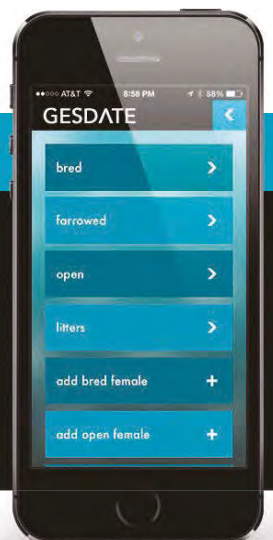 AT&T 8:58 PM 58%
GESDATE
bred
farrowed
open
litters
add bred female
add open female